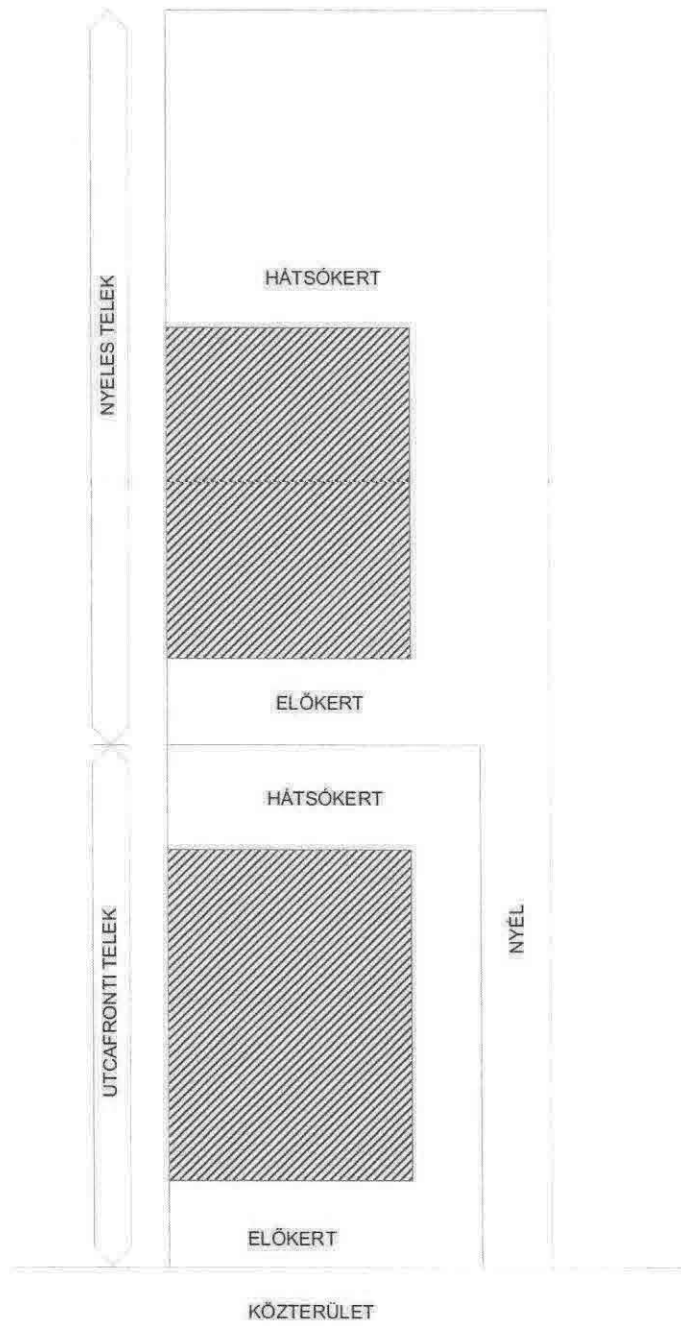 HÁTSÓKERT
NYELES TELEK
ELŐKERT
HÁTSÓKERT
UTCAFRONTI TELEK
NYÉL
ELŐKERT
KÖZTERÜLET